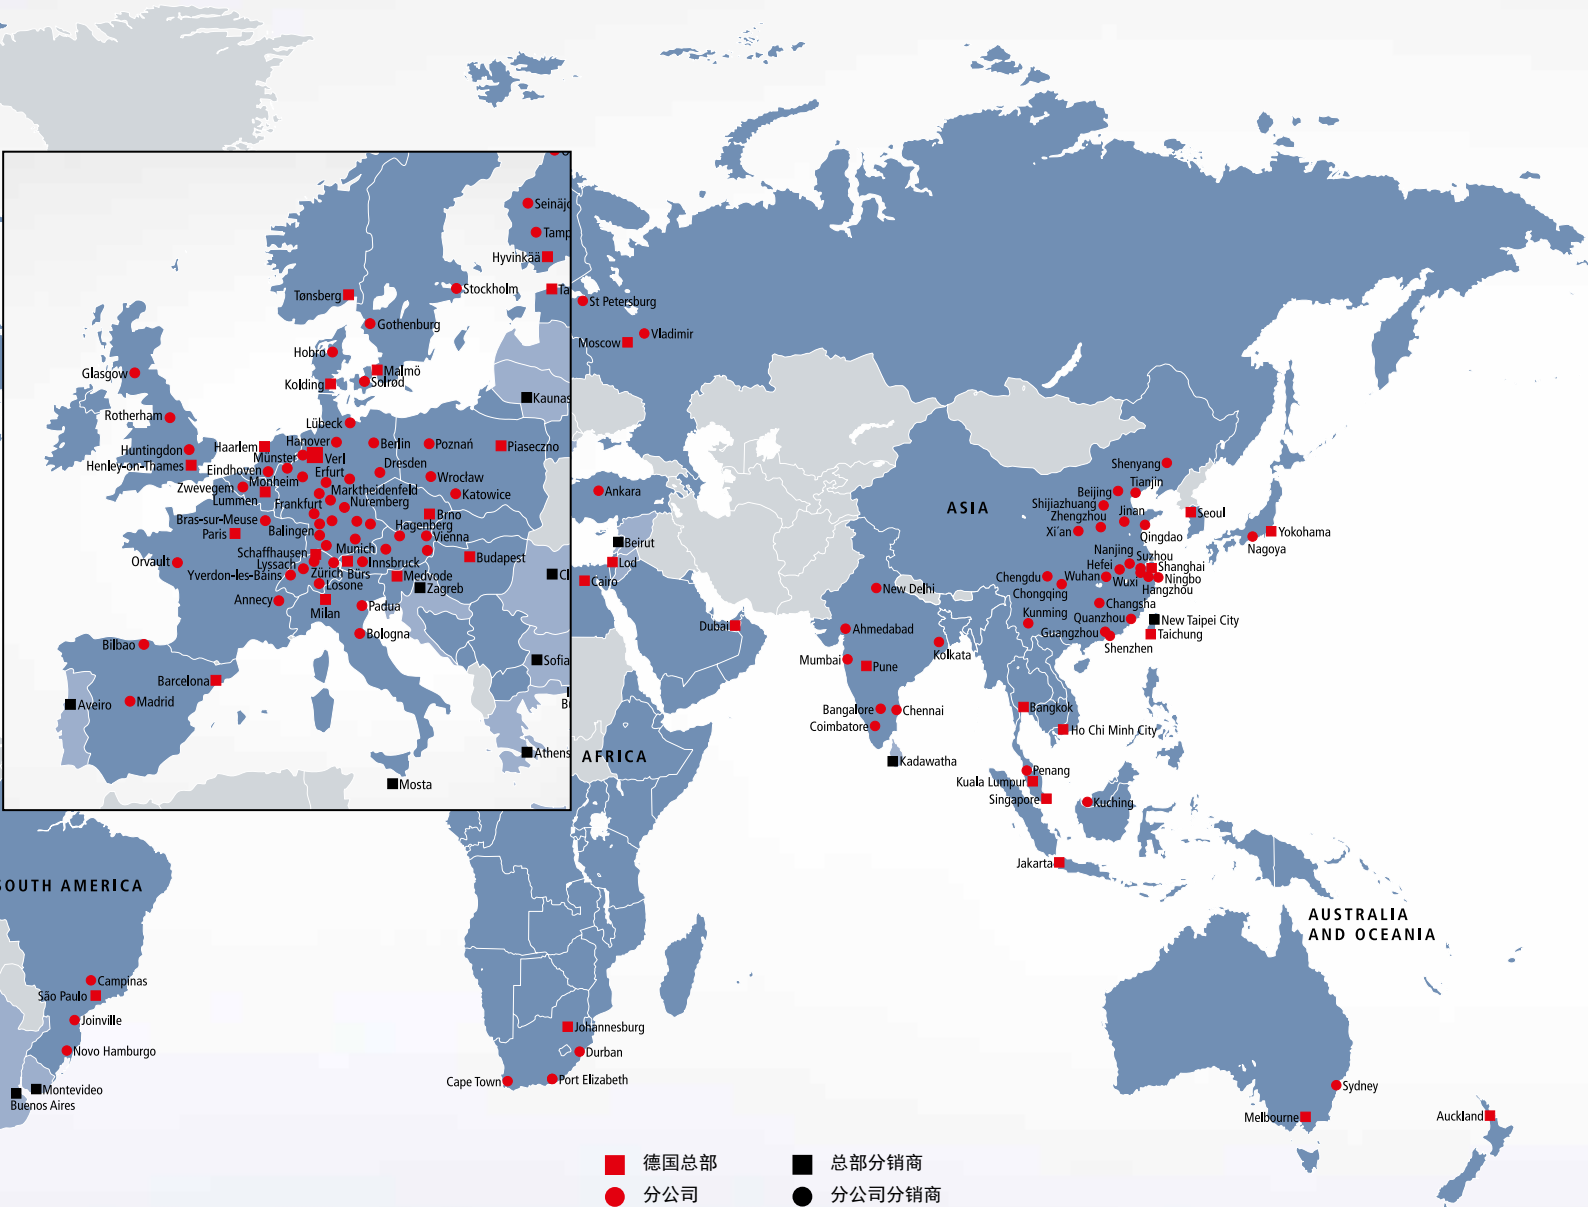 Seinäjo
Tamp
Hyvinkää
Tønsberg
Stockholm
Ta
St Petersburg
Gothenburg
Vladimir
Moscow
Hobro
Glasgow
Malmö
Kolding
Solrød
Kaunas
Rotherham
Lübeck
Hanover
Berlin
Poznań
Piaseczno
Huntingdon
Haarlem
Münster
Verl
Henley-on-Thames
Eindhoven
Erfurt
Dresden
Shenyang
Zwevegem
Monheim
Wrocław
Tianjin
Lummen
Marktheidenfeld
Katowice
Ankara
Beijing
Frankfurt
Nuremberg
Shijiazhuang
ASIA
Jinan
Seoul
Bras-sur-Meuse
Brno
Zhengzhou
Paris
Balingen
Hagenberg
Vienna
Xi'an
Qingdao
Yokohama
Beirut
Nagoya
Schaffhausen
Munich
Budapest
Nanjing
Suzhou
Orvault
Lyssach
Innsbruck
Lod
Hefei
Shanghai
Yverdon-les-Bains
Zürich
Bürs
Medvode
Cl
Cairo
Chengdu
Wuhan
Wuxi
Ningbo
Losone
Zagreb
New Delhi
Chongqing
Hangzhou
Annecy
Milan
Padua
Changsha
Kunming
Quanzhou
New Taipei City
Bologna
Dubai
Ahmedabad
Guangzhou
Taichung
Bilbao
Kolkata
Shenzhen
Sofia
Mumbai
Pune
Barcelona
Aveiro
Madrid
Bu
Bangalore
Chennai
Bangkok
Coimbatore
Ho Chi Minh City
Athens
AFRICA
Kadawatha
Mosta
Penang
Kuala Lumpur
Singapore
Kuching
Jakarta
SOUTH AMERICA
AUSTRALIA
AND OCEANIA
Campinas
São Paulo
Joinville
Johannesburg
Novo Hamburgo
Durban
Cape Town
Port Elizabeth
Montevideo
Sydney
Buenos Aires
Melbourne
Auckland
德国总部
总部分销商
分公司
分公司分销商